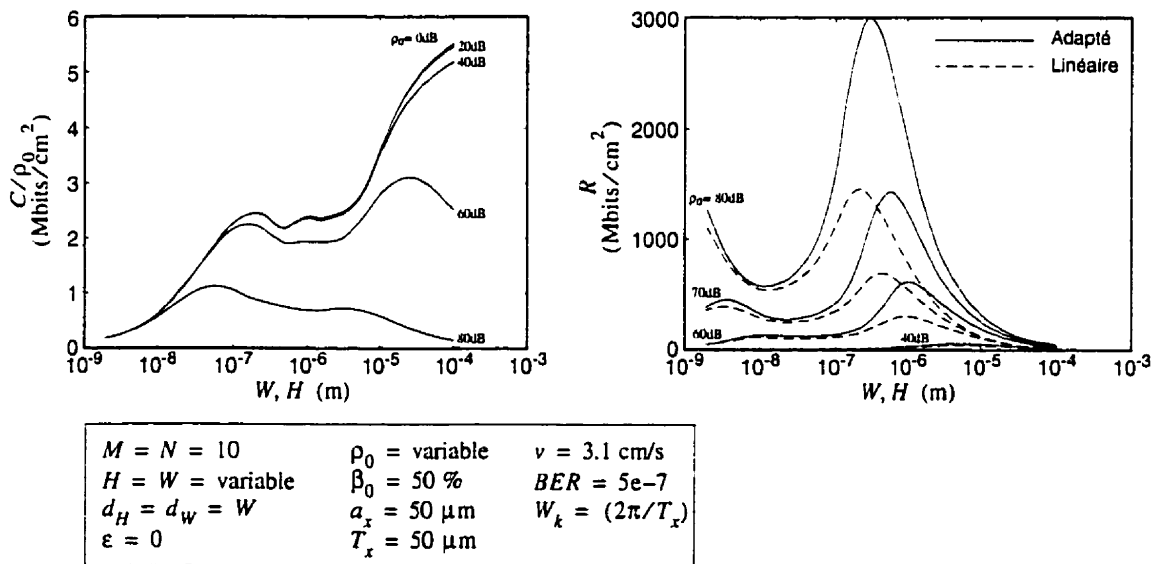 6
5
4
3
2
1
0
C/ρ0
(Mbits/cm²)
ρ0 = 0dB
20dB
40dB
60dB
80dB
10⁻⁹ 10⁻⁸ 10⁻⁷ 10⁻⁶ 10⁻⁵ 10⁻⁴ 10⁻³
W, H (m)
3000
2000
1000
0
R
(Mbits/cm²)
Adapté
Linéaire
ρ0 = 80dB
70dB
60dB
40dB
10⁻⁹ 10⁻⁸ 10⁻⁷ 10⁻⁶ 10⁻⁵ 10⁻⁴ 10⁻³
W, H (m)
M = N = 10 ρ0 = variable v = 3.1 cm/s
H = W = variable β0 = 50 % BER = 5e-7
dH = dW = W ax = 50 μm Wk = (2π/Tx)
ε = 0 Tx = 50 μm